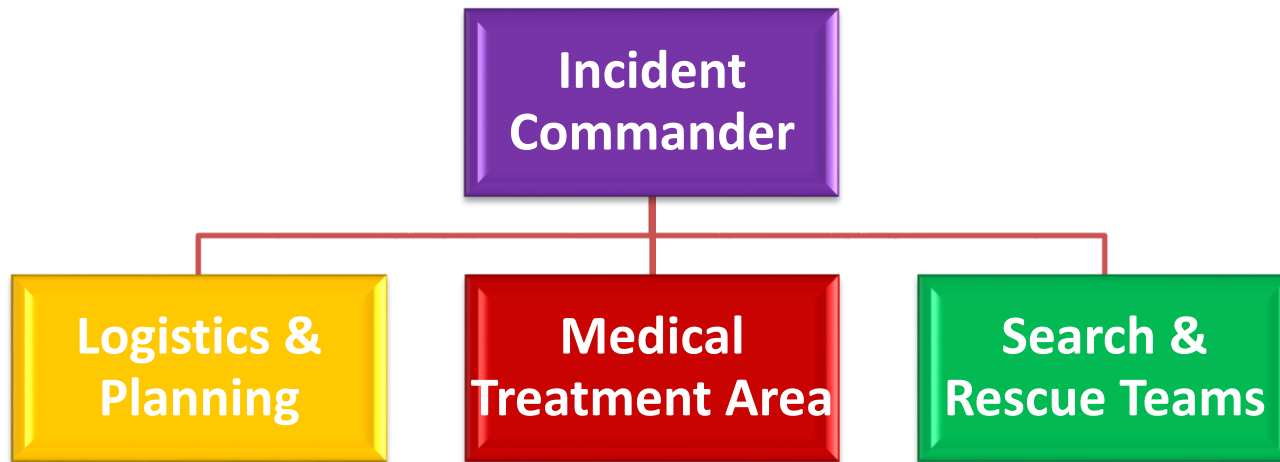 Incident
Commander
Logistics &
Planning
Medical
Treatment Area
Search &
Rescue Teams